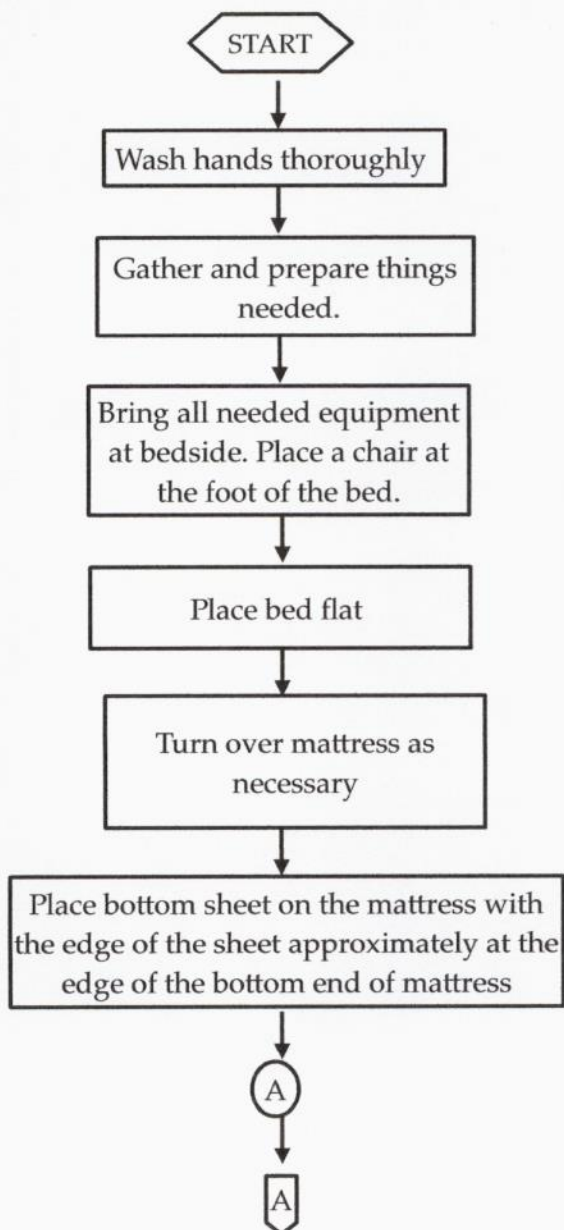 START
Wash hands thoroughly
Gather and prepare things
needed.
Bring all needed equipment
at bedside. Place a chair at
the foot of the bed.
Place bed flat
Turn over mattress as
necessary
Place bottom sheet on the mattress with
the edge of the sheet approximately at the
edge of the bottom end of mattress
A
A